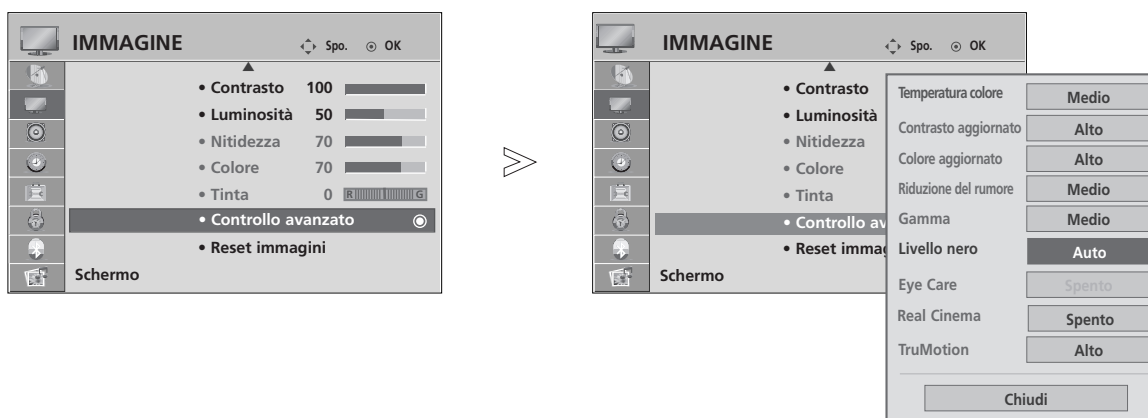 IMMAGINE Spo. OK
• Contrasto 100
• Luminosità 50
• Nitidezza 70
• Colore 70
• Tinta 0 R G
• Controllo avanzato
• Reset immagini
Schermo
IMMAGINE Spo. OK
• Contrasto
• Luminosità
• Nitidezza
• Colore
• Tinta
• Controllo av
• Reset immag
Schermo
Temperatura colore Medio
Contrasto aggiornato Alto
Colore aggiornato Alto
Riduzione del rumore Medio
Gamma Medio
Livello nero Auto
Eye Care Spento
Real Cinema Spento
TruMotion Alto
Chiudi